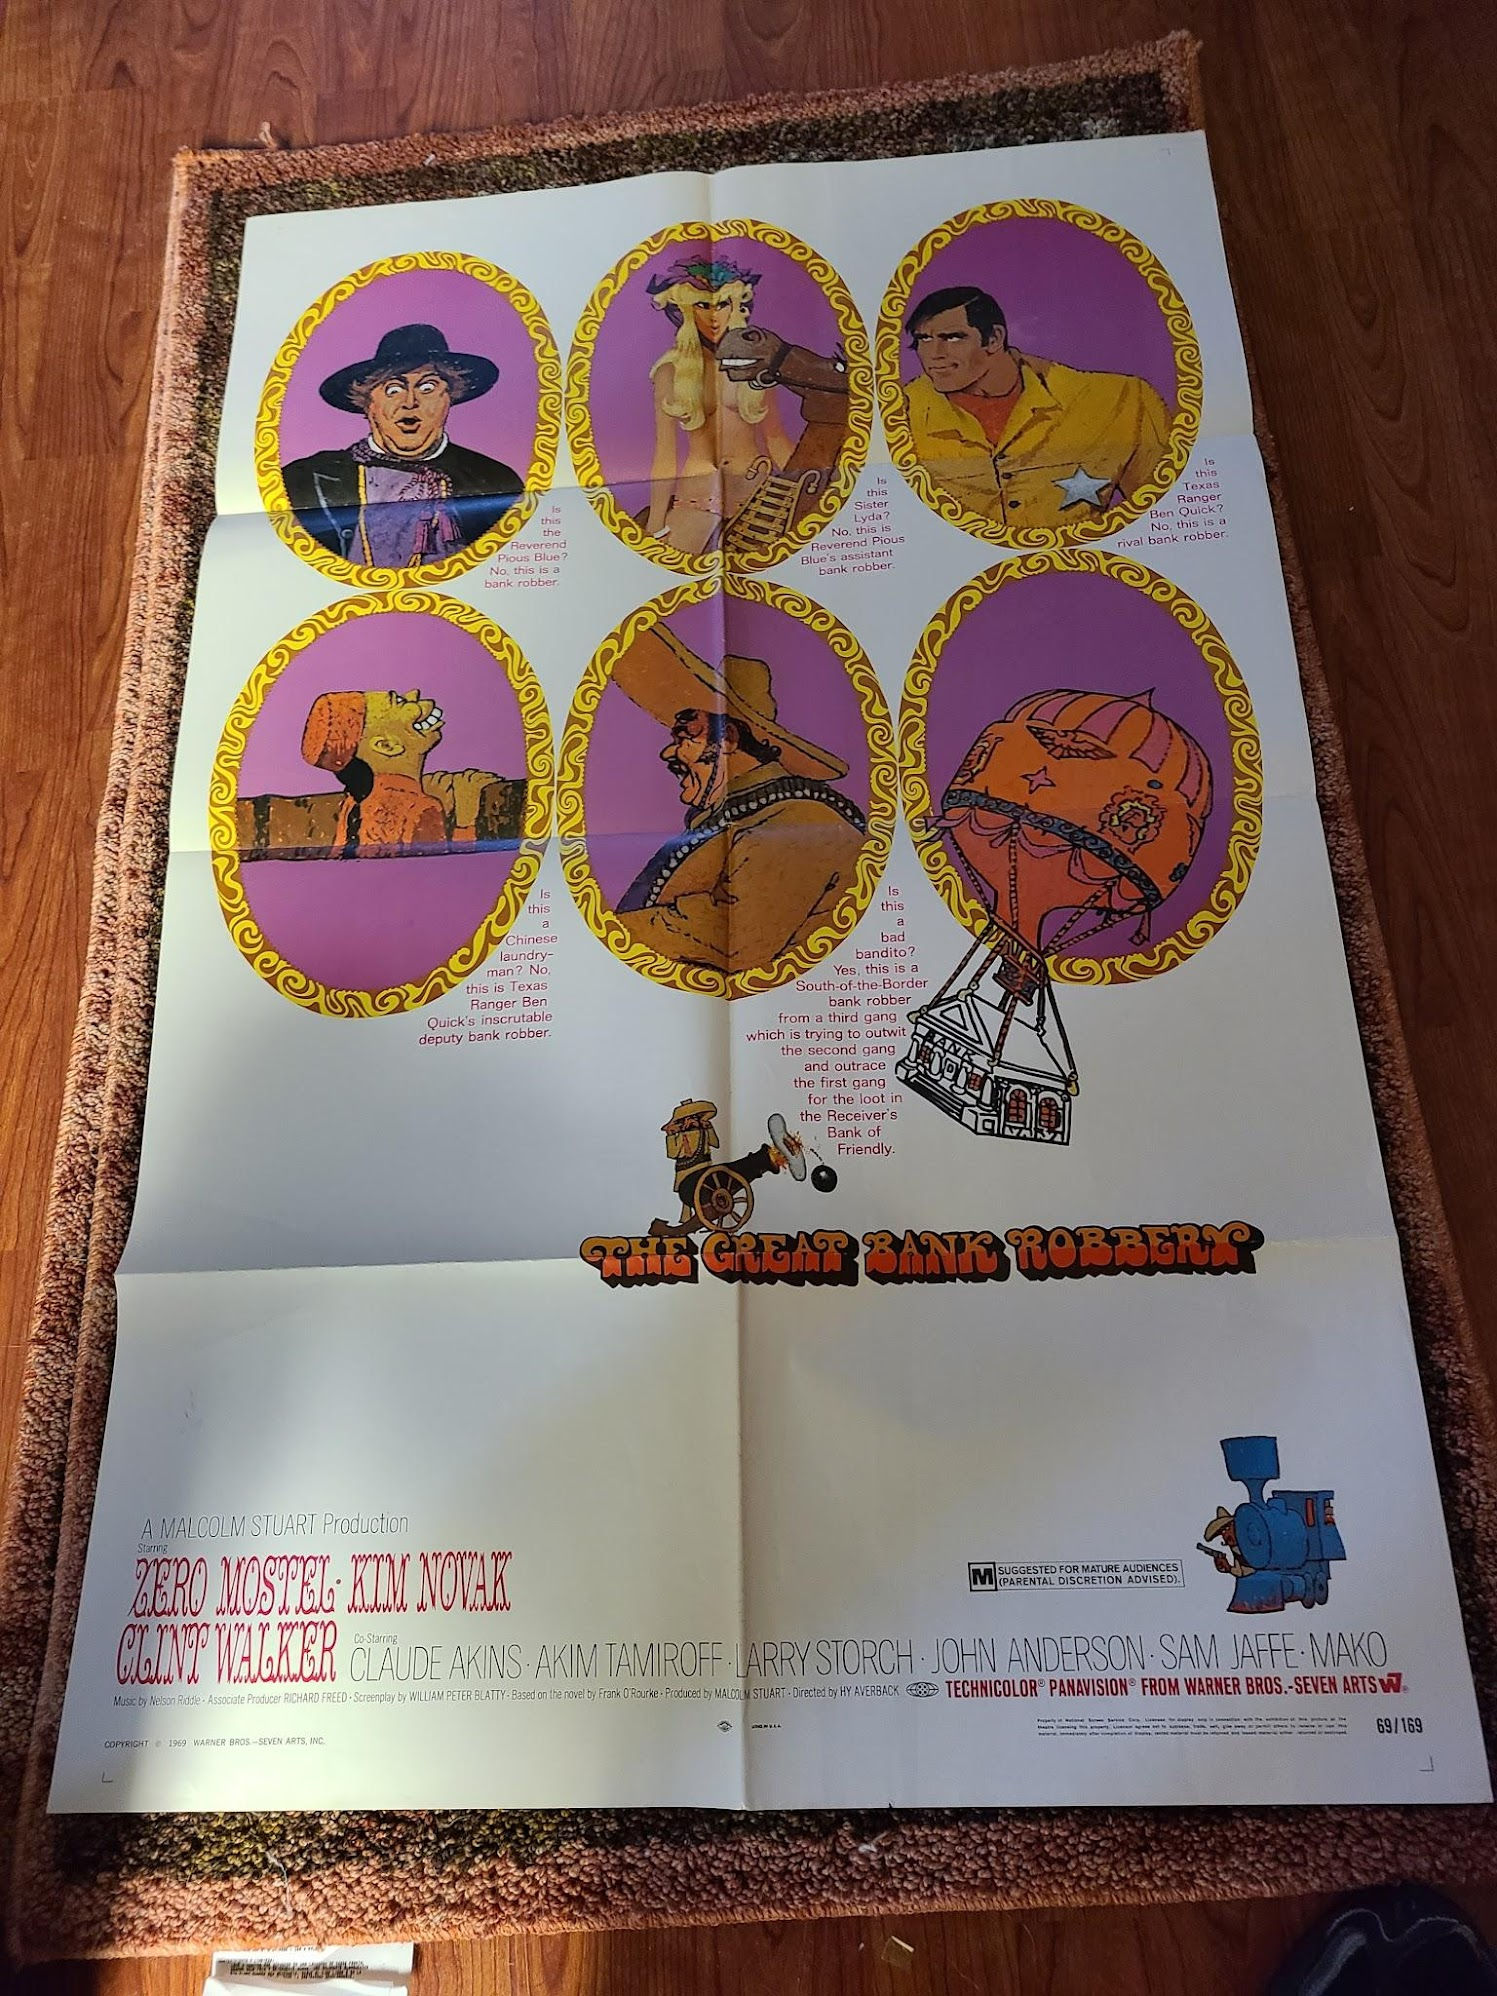 Is
this
the
Reverend
Pious Blue?
No, this is a
bank robber.
Is
this
Sister
Lyda?
No, this is
Reverend Pious
Blue's assistant
bank robber.
Is
this
Texas
Ranger
Ben Quick?
No, this is a
rival bank robber.
Is
this
a
Chinese
laundry-
man? No,
this is Texas
Ranger Ben
Quick's inscrutable
deputy bank robber.
Is
this
a
bad
bandito?
Yes, this is a
South-of-the-Border
bank robber
from a third gang
which is trying to outwit
the second gang
and outrace
the first gang
for the loot in
the Receiver's
Bank of
Friendly.
BANK
THE GREAT BANK ROBBERY
A MALCOLM STUART Production
Starring
ZERO MOSTEL · KIM NOVAK
CLINT WALKER
Co-Starring
CLAUDE AKINS · AKIM TAMIROFF · LARRY STORCH · JOHN ANDERSON · SAM JAFFE · MAKO
M SUGGESTED FOR MATURE AUDIENCES
(PARENTAL DISCRETION ADVISED).
Music by Nelson Riddle · Associate Producer RICHARD FREED · Screenplay by WILLIAM PETER BLATTY · Based on the novel by Frank O'Rourke · Produced by MALCOLM STUART · Directed by HY AVERBACK TECHNICOLOR® PANAVISION® FROM WARNER BROS.-SEVEN ARTS W7®
COPYRIGHT © 1969 WARNER BROS.—SEVEN ARTS, INC.
LITHO. IN U.S.A.
69/169